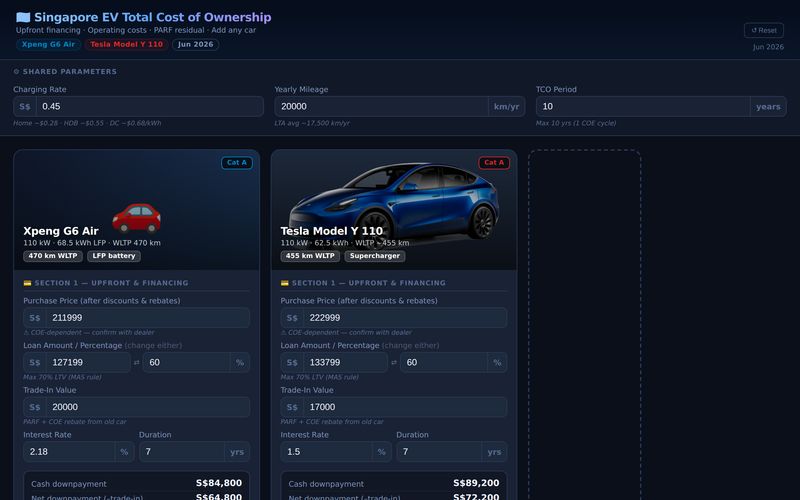 Singapore EV Total Cost of Ownership
Upfront financing · Operating costs · PARF residual · Add any car
Xpeng G6 Air Tesla Model Y 110 Jun 2026
↺ Reset
Jun 2026
⚙ SHARED PARAMETERS
Charging Rate
S$ 0.45
Home ~$0.28 · HDB ~$0.55 · DC ~$0.68/kWh
Yearly Mileage
20000 km/yr
LTA avg ~17,500 km/yr
TCO Period
10 years
Max 10 yrs (1 COE cycle)
Cat A
Xpeng G6 Air
110 kW · 68.5 kWh LFP · WLTP 470 km
470 km WLTP LFP battery
💳 SECTION 1 — UPFRONT & FINANCING
Purchase Price (after discounts & rebates)
S$ 211999
⚠ COE-dependent — confirm with dealer
Loan Amount / Percentage (change either)
S$ 127199 ⇄ 60 %
Max 70% LTV (MAS rule)
Trade-In Value
S$ 20000
PARF + COE rebate from old car
Interest Rate Duration
2.18 % 7 yrs
Cash downpayment S$84,800
Net downpayment (–trade-in) S$64,800
Cat A
Tesla Model Y 110
110 kW · 62.5 kWh · WLTP ~455 km
455 km WLTP Supercharger
💳 SECTION 1 — UPFRONT & FINANCING
Purchase Price (after discounts & rebates)
S$ 222999
⚠ COE-dependent — confirm with dealer
Loan Amount / Percentage (change either)
S$ 133799 ⇄ 60 %
Max 70% LTV (MAS rule)
Trade-In Value
S$ 17000
PARF + COE rebate from old car
Interest Rate Duration
1.5 % 7 yrs
Cash downpayment S$89,200
Net downpayment (–trade-in) S$72,200